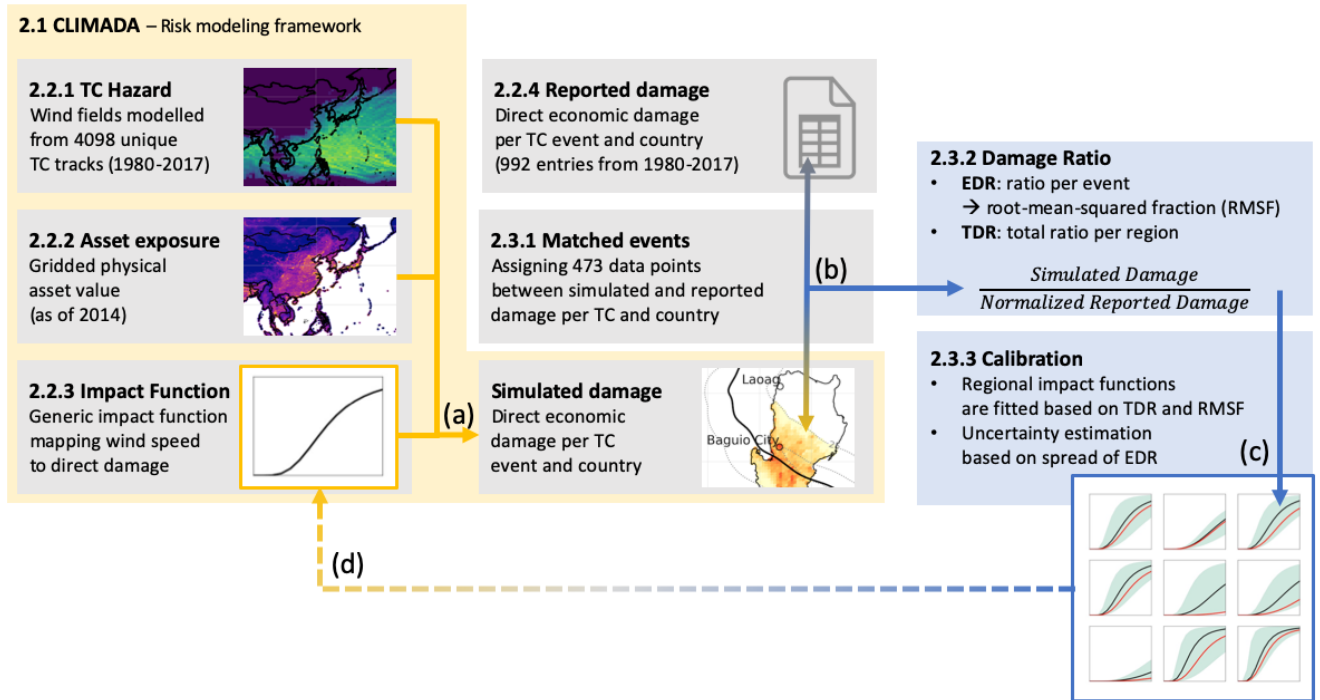 2.1 CLIMADA – Risk modeling framework
2.2.1 TC Hazard
Wind fields modelled
from 4098 unique
TC tracks (1980-2017)
2.2.2 Asset exposure
Gridded physical
asset value
(as of 2014)
2.2.3 Impact Function
Generic impact function
mapping wind speed
to direct damage
(a)
2.2.4 Reported damage
Direct economic damage
per TC event and country
(992 entries from 1980-2017)
2.3.1 Matched events
Assigning 473 data points
between simulated and reported
damage per TC and country
(b)
Simulated damage
Direct economic
damage per TC
event and country
Laoag
Baguio City
2.3.2 Damage Ratio
• EDR: ratio per event
→ root-mean-squared fraction (RMSF)
• TDR: total ratio per region
Simulated Damage
Normalized Reported Damage
2.3.3 Calibration
• Regional impact functions
are fitted based on TDR and RMSF
• Uncertainty estimation
based on spread of EDR
(c)
(d)